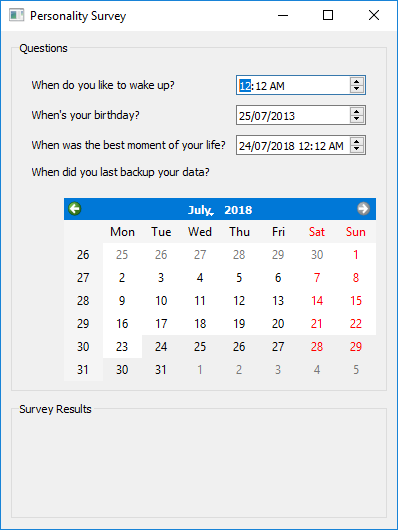 Personality Survey
Questions
When do you like to wake up? 12:12 AM
When's your birthday? 25/07/2013
When was the best moment of your life? 24/07/2018 12:12 AM
When did you last backup your data?
July, 2018
Mon Tue Wed Thu Fri Sat Sun
26 25 26 27 28 29 30 1
27 2 3 4 5 6 7 8
28 9 10 11 12 13 14 15
29 16 17 18 19 20 21 22
30 23 24 25 26 27 28 29
31 30 31 1 2 3 4 5
Survey Results